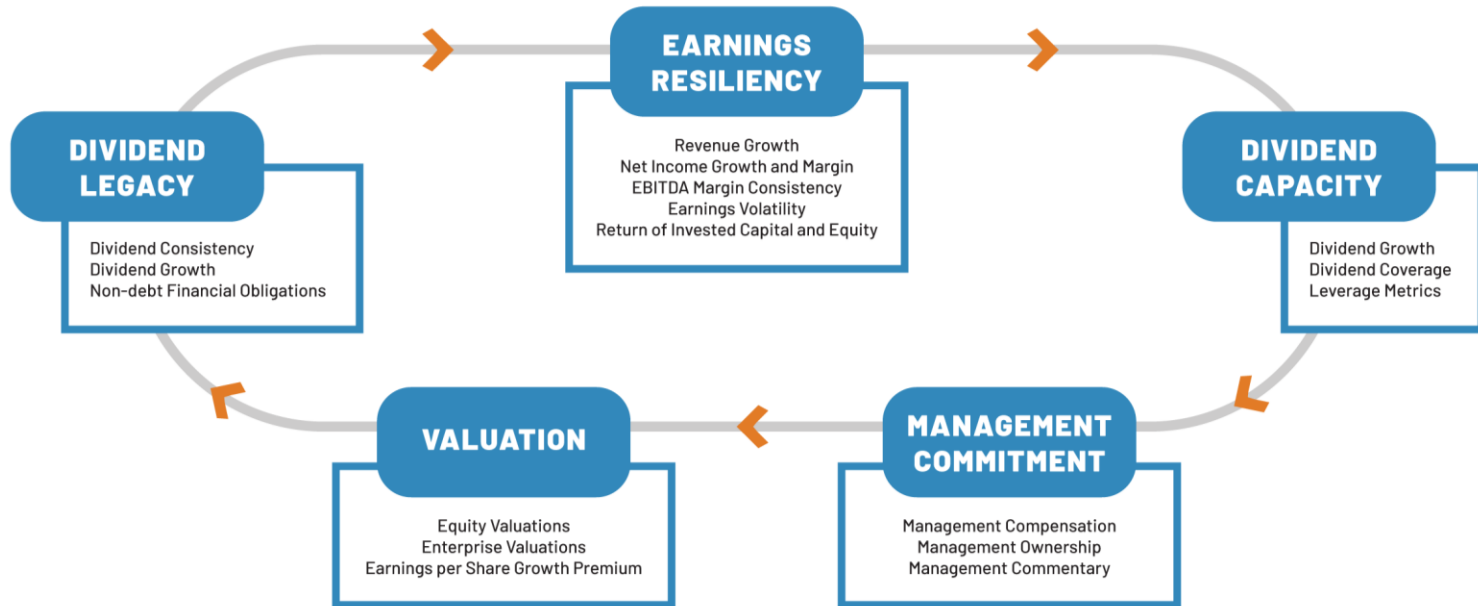 EARNINGS
RESILIENCY
Revenue Growth
Net Income Growth and Margin
EBITDA Margin Consistency
Earnings Volatility
Return of Invested Capital and Equity
DIVIDEND
LEGACY
Dividend Consistency
Dividend Growth
Non-debt Financial Obligations
DIVIDEND
CAPACITY
Dividend Growth
Dividend Coverage
Leverage Metrics
VALUATION
Equity Valuations
Enterprise Valuations
Earnings per Share Growth Premium
MANAGEMENT
COMMITMENT
Management Compensation
Management Ownership
Management Commentary